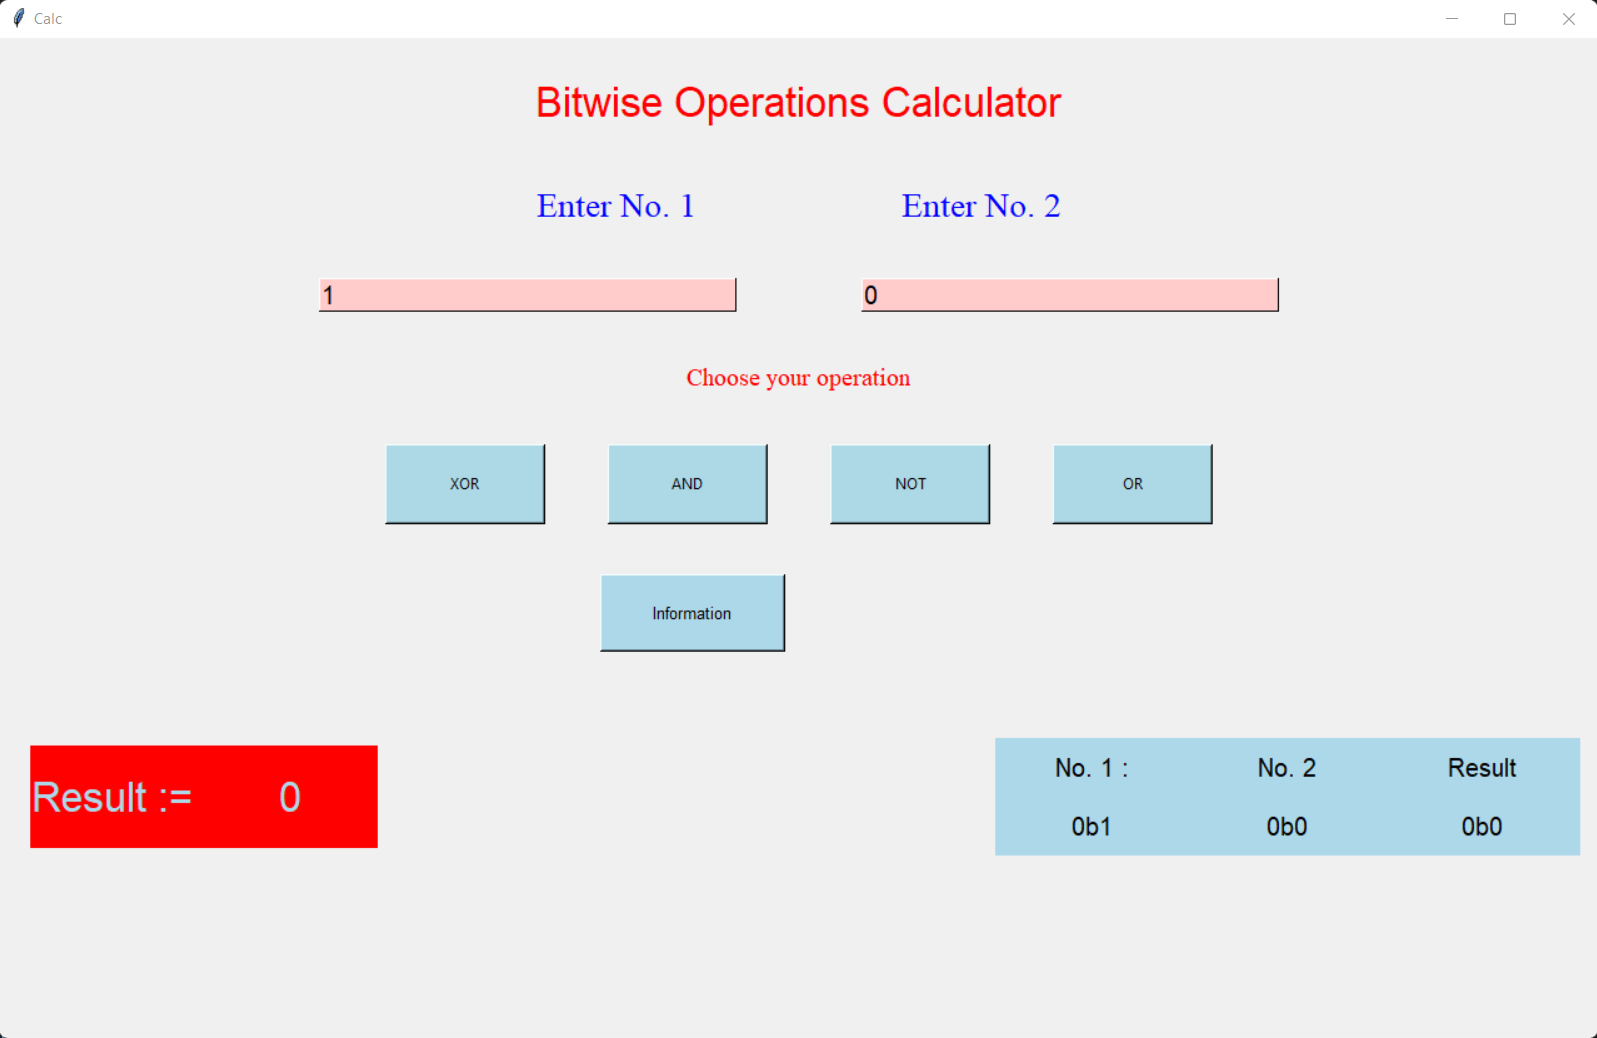 Calc
Bitwise Operations Calculator
Enter No. 1 Enter No. 2
1 0
Choose your operation
XOR AND NOT OR
Information
Result := 0
No. 1 : No. 2 Result
0b1 0b0 0b0